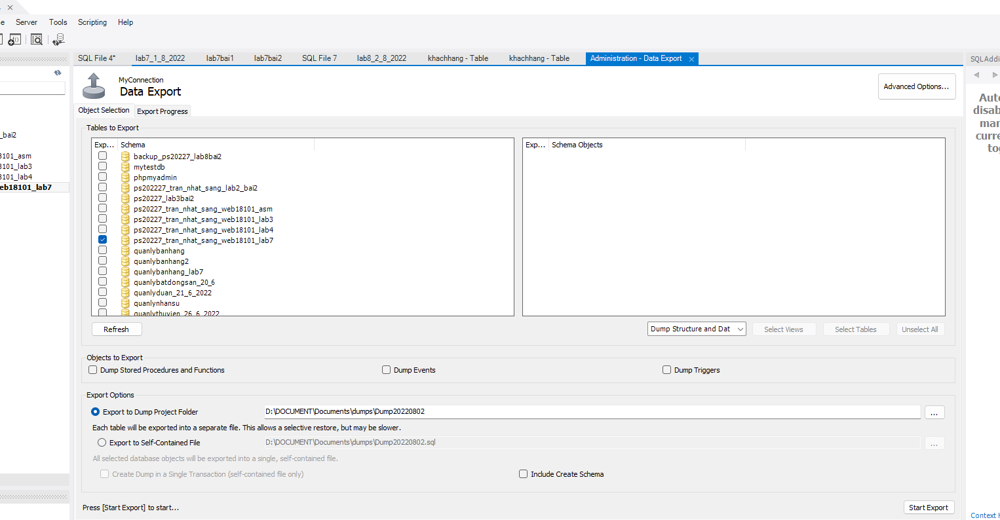 e Server Tools Scripting Help
SQL File 4* lab7_1_8_2022 lab7bai1 lab7bai2 SQL File 7 lab8_2_8_2022 khachhang - Table khachhang - Table Administration - Data Export
SQLAddi
MyConnection
Data Export
Advanced Options...
Object Selection Export Progress
Tables to Export
Exp... Schema
backup_ps20227_lab8bai2
mytestdb
phpmyadmin
ps202227_tran_nhat_sang_lab2_bai2
ps20227_lab3bai2
ps20227_tran_nhat_sang_web18101_asm
ps20227_tran_nhat_sang_web18101_lab3
ps20227_tran_nhat_sang_web18101_lab4
ps20227_tran_nhat_sang_web18101_lab7
quanlybanhang
quanlybanhang2
quanlybanhang_lab7
quanlybatdongsan_20_6
quanlyduan_21_6_2022
quanlynhansu
quanlythuvien_26_6_2022
Exp... Schema Objects
Refresh
Dump Structure and Dat
Select Views
Select Tables
Unselect All
Objects to Export
Dump Stored Procedures and Functions
Dump Events
Dump Triggers
Export Options
Export to Dump Project Folder
D:\DOCUMENT\Documents\dumps\Dump20220802
...
Each table will be exported into a separate file. This allows a selective restore, but may be slower.
Export to Self-Contained File
D:\DOCUMENT\Documents\dumps\Dump20220802.sql
...
All selected database objects will be exported into a single, self-contained file.
Create Dump in a Single Transaction (self-contained file only)
Include Create Schema
Press [Start Export] to start...
Start Export
_bai2
8101_asm
8101_lab3
8101_lab4
eb18101_lab7
Auto
disab
man
curre
tog
Context H